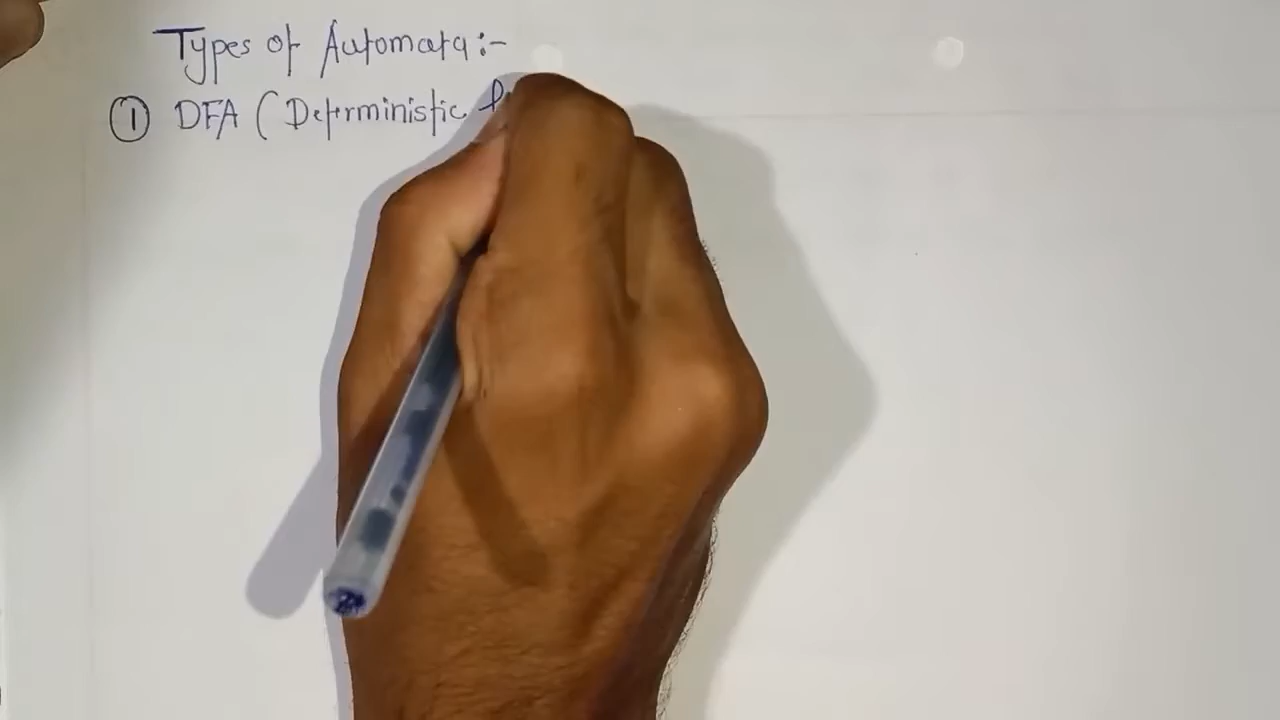 Types of Automata :-
① DFA ( Deterministic